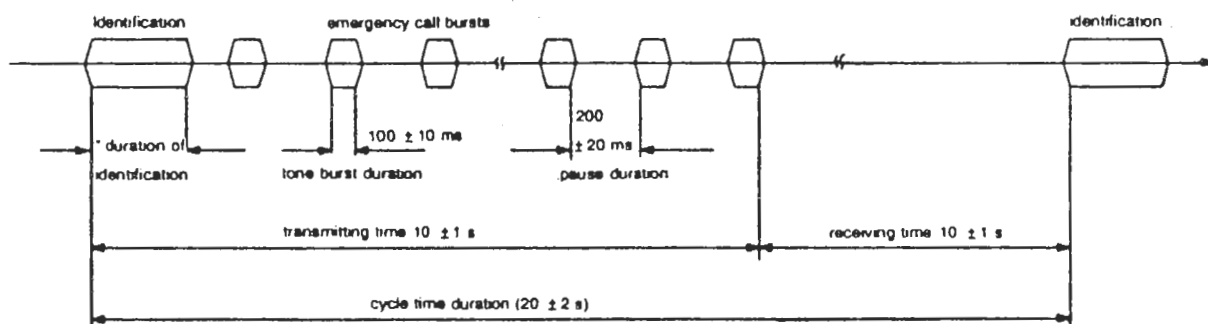 Identification
emergency call bursts
identification
100 ± 10 ms
200
± 20 ms
* duration of
identification
tone burst duration
pause duration
transmitting time 10 ± 1 s
receiving time 10 ± 1 s
cycle time duration (20 ± 2 s)